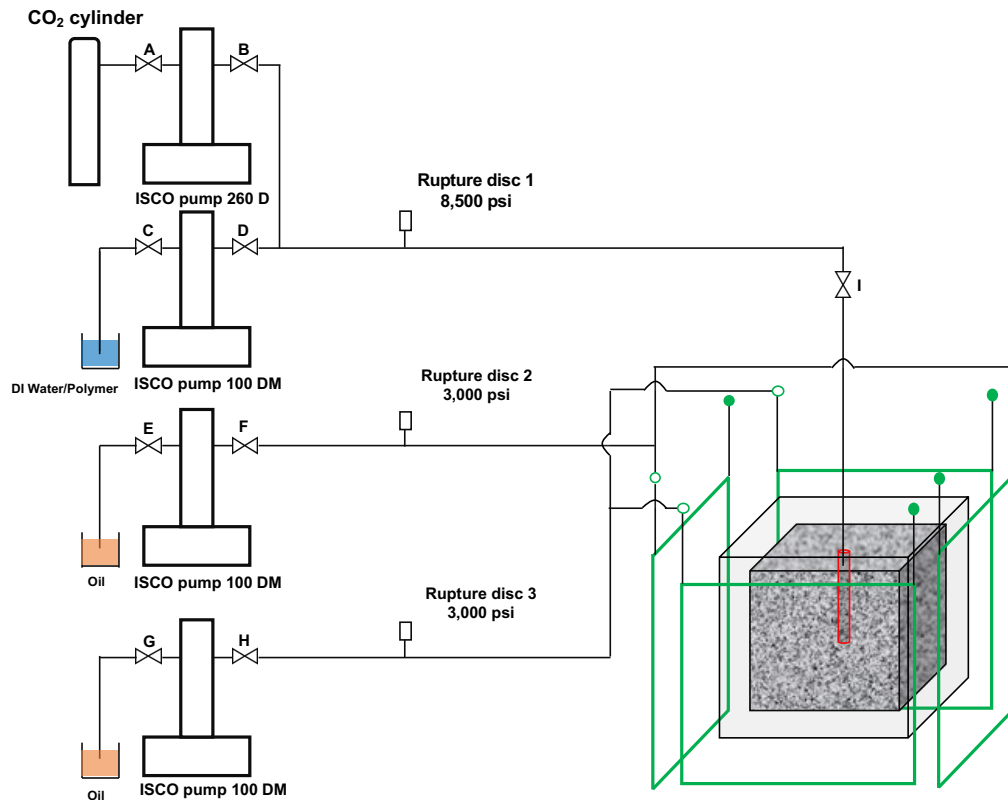 CO₂ cylinder
A
B
ISCO pump 260 D
Rupture disc 1
8,500 psi
C
D
I
DI Water/Polymer
ISCO pump 100 DM
Rupture disc 2
3,000 psi
E
F
Oil
ISCO pump 100 DM
Rupture disc 3
3,000 psi
G
H
Oil
ISCO pump 100 DM